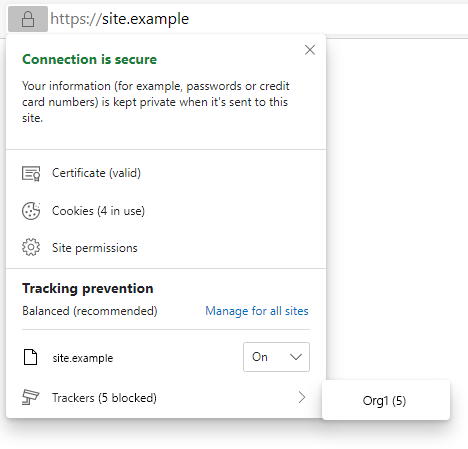 https://site.example
Connection is secure
Your information (for example, passwords or credit
card numbers) is kept private when it's sent to this
site.
Certificate (valid)
Cookies (4 in use)
Site permissions
Tracking prevention
Balanced (recommended) Manage for all sites
site.example On
Trackers (5 blocked) Org1 (5)